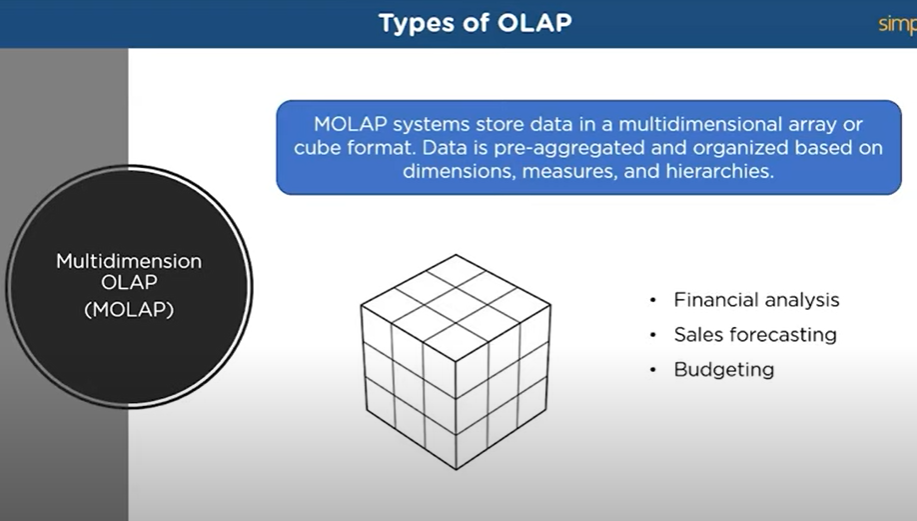 Types of OLAP
simp
MOLAP systems store data in a multidimensional array or
cube format. Data is pre-aggregated and organized based on
dimensions, measures, and hierarchies.
Multidimension
OLAP
(MOLAP)
• Financial analysis
• Sales forecasting
• Budgeting